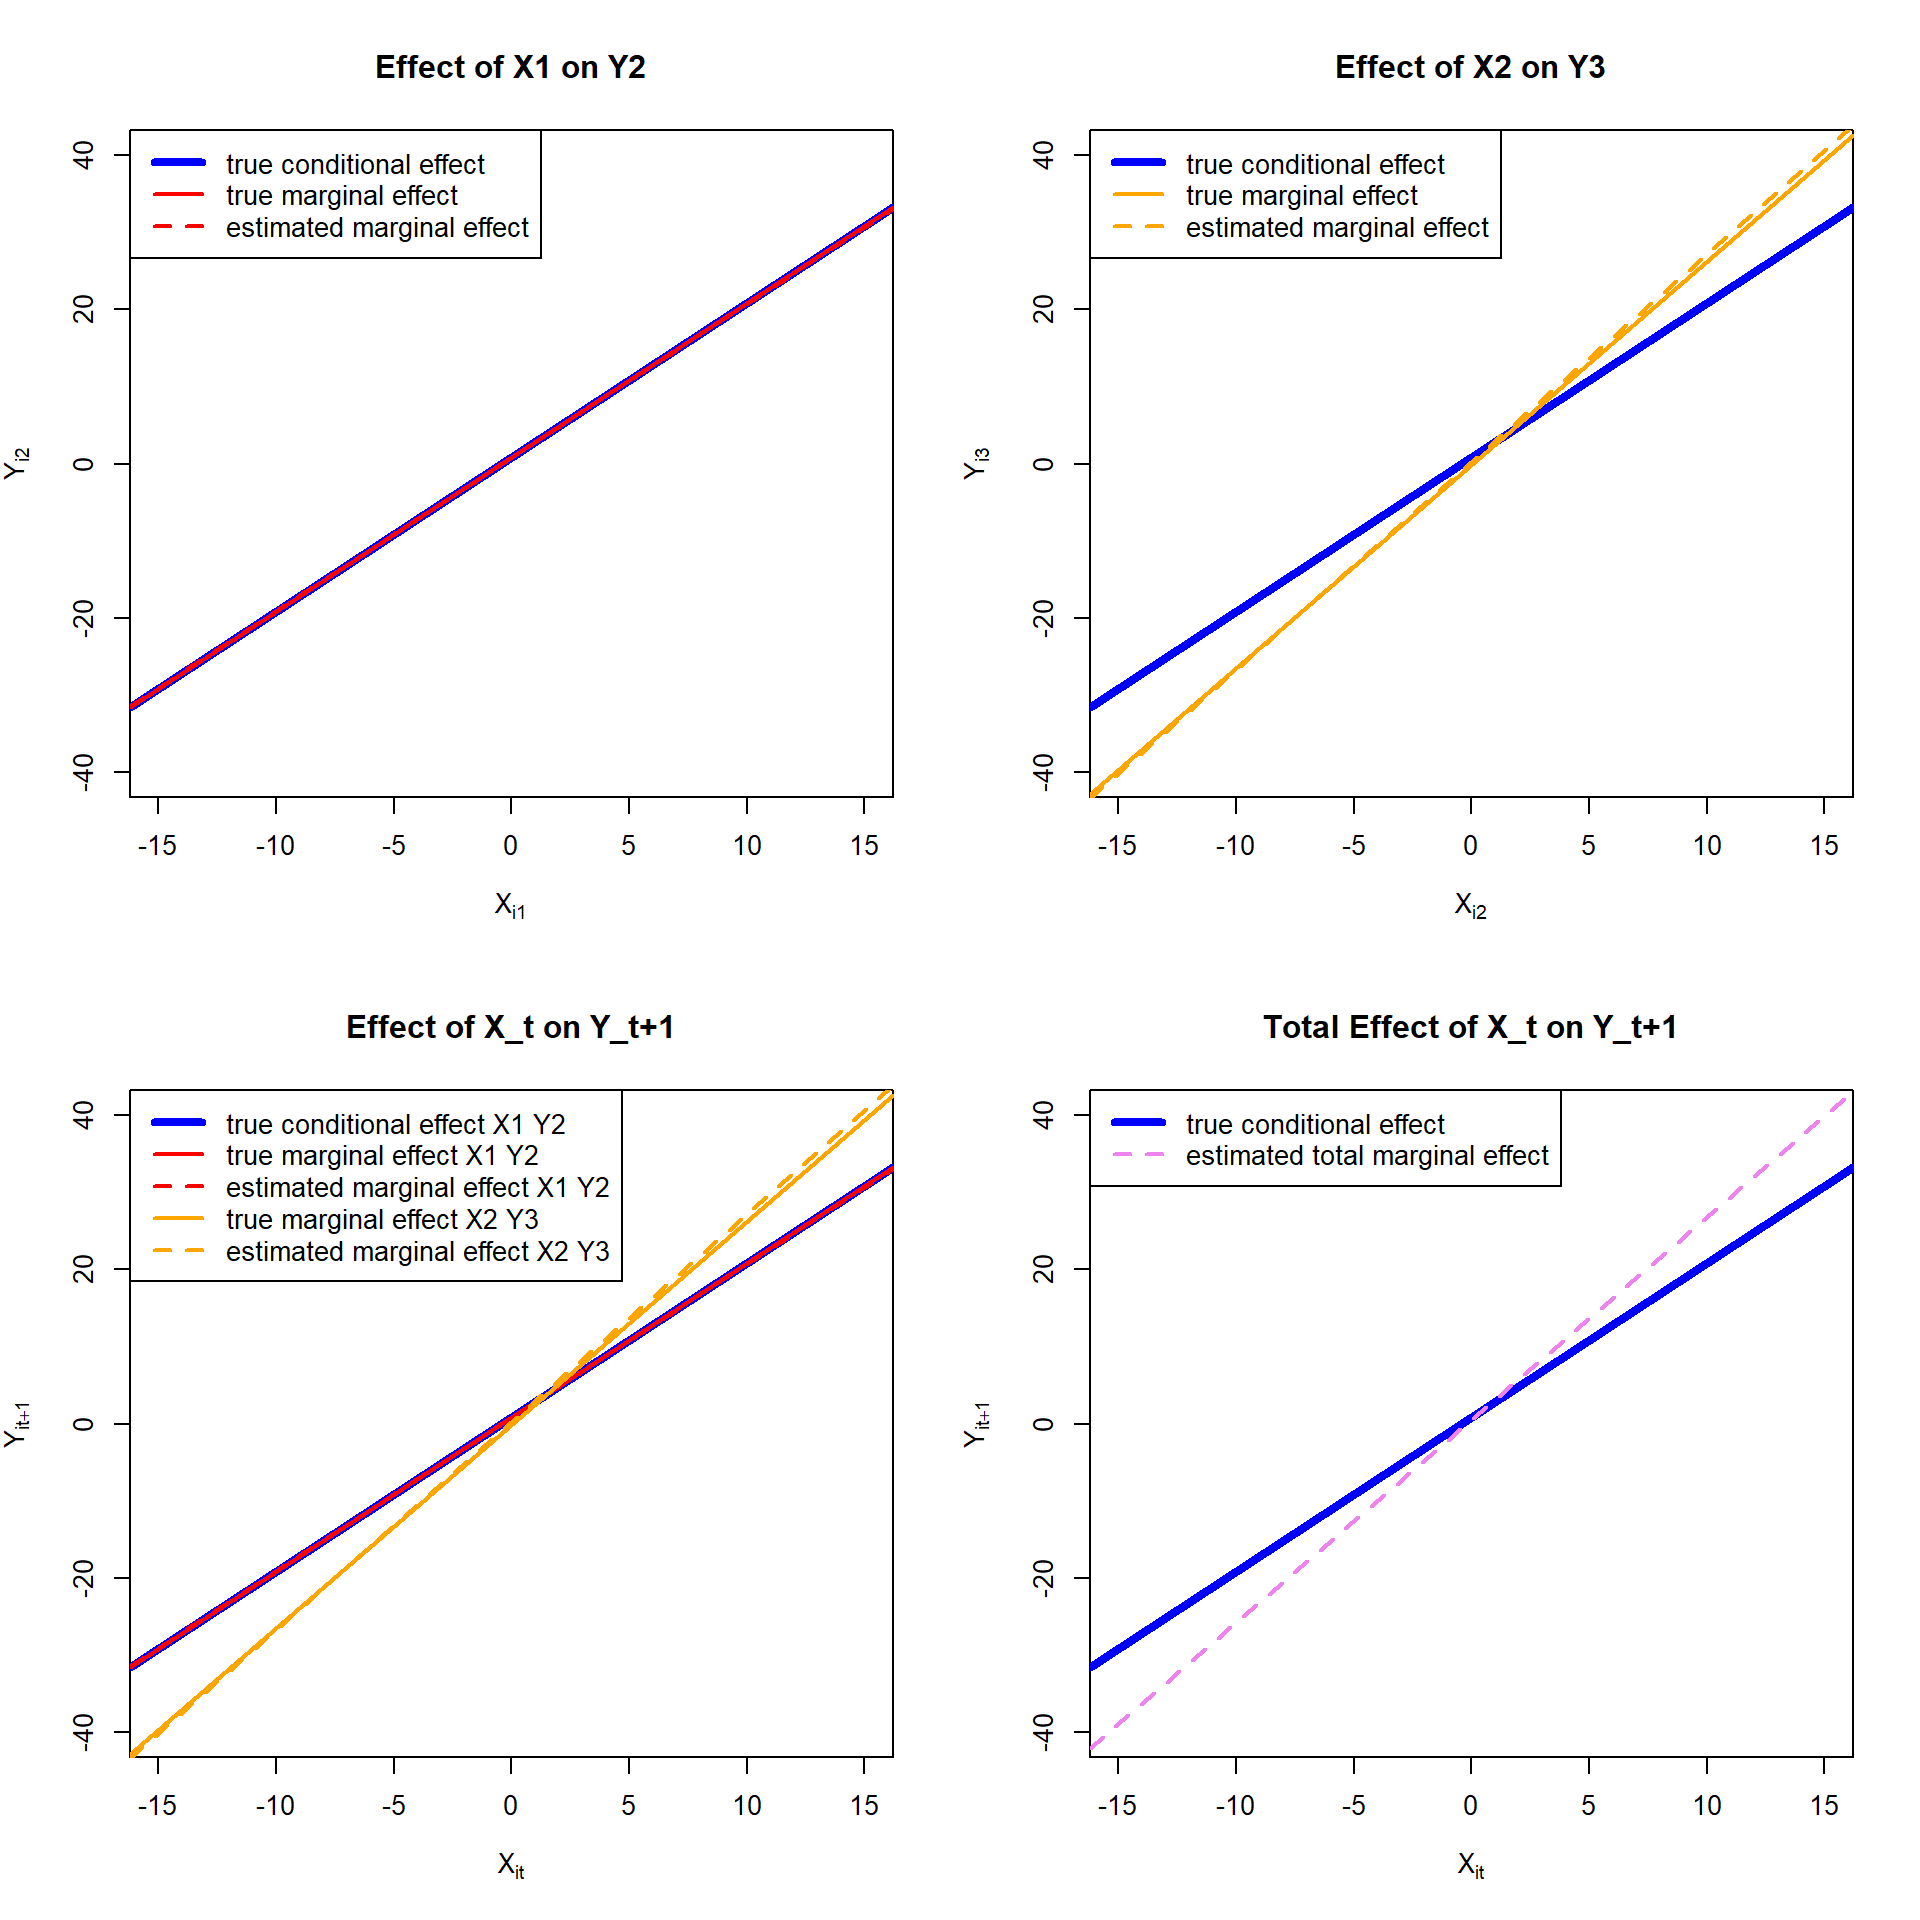 Effect of X1 on Y2
true conditional effect
true marginal effect
estimated marginal effect
40
20
0
-20
-40
Yi2
-15 -10 -5 0 5 10 15
Xi1
Effect of X2 on Y3
true conditional effect
true marginal effect
estimated marginal effect
40
20
0
-20
-40
Yi3
-15 -10 -5 0 5 10 15
Xi2
Effect of X_t on Y_t+1
true conditional effect X1 Y2
true marginal effect X1 Y2
estimated marginal effect X1 Y2
true marginal effect X2 Y3
estimated marginal effect X2 Y3
40
20
0
-20
-40
Yit+1
-15 -10 -5 0 5 10 15
Xit
Total Effect of X_t on Y_t+1
true conditional effect
estimated total marginal effect
40
20
0
-20
-40
Yit+1
-15 -10 -5 0 5 10 15
Xit